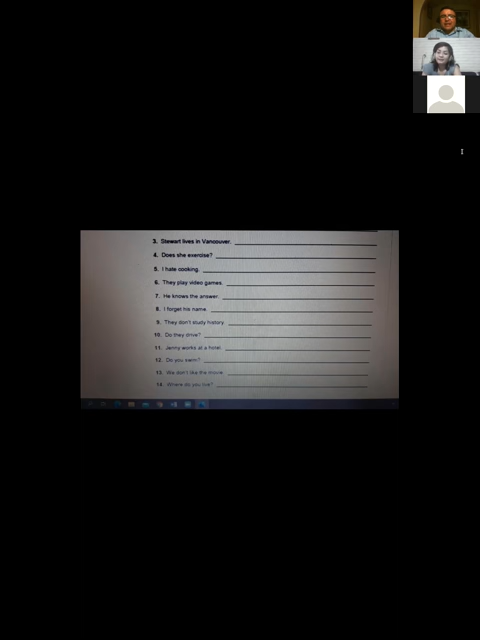 3. Stewart lives in Vancouver.
4. Does she exercise?
5. I hate cooking.
6. They play video games.
7. He knows the answer.
8. I forget his name.
9. They don't study history.
10. Do they drive?
11. Jenny works at a hotel.
12. Do you swim?
13. We don't like the movie.
14. Where do you live?